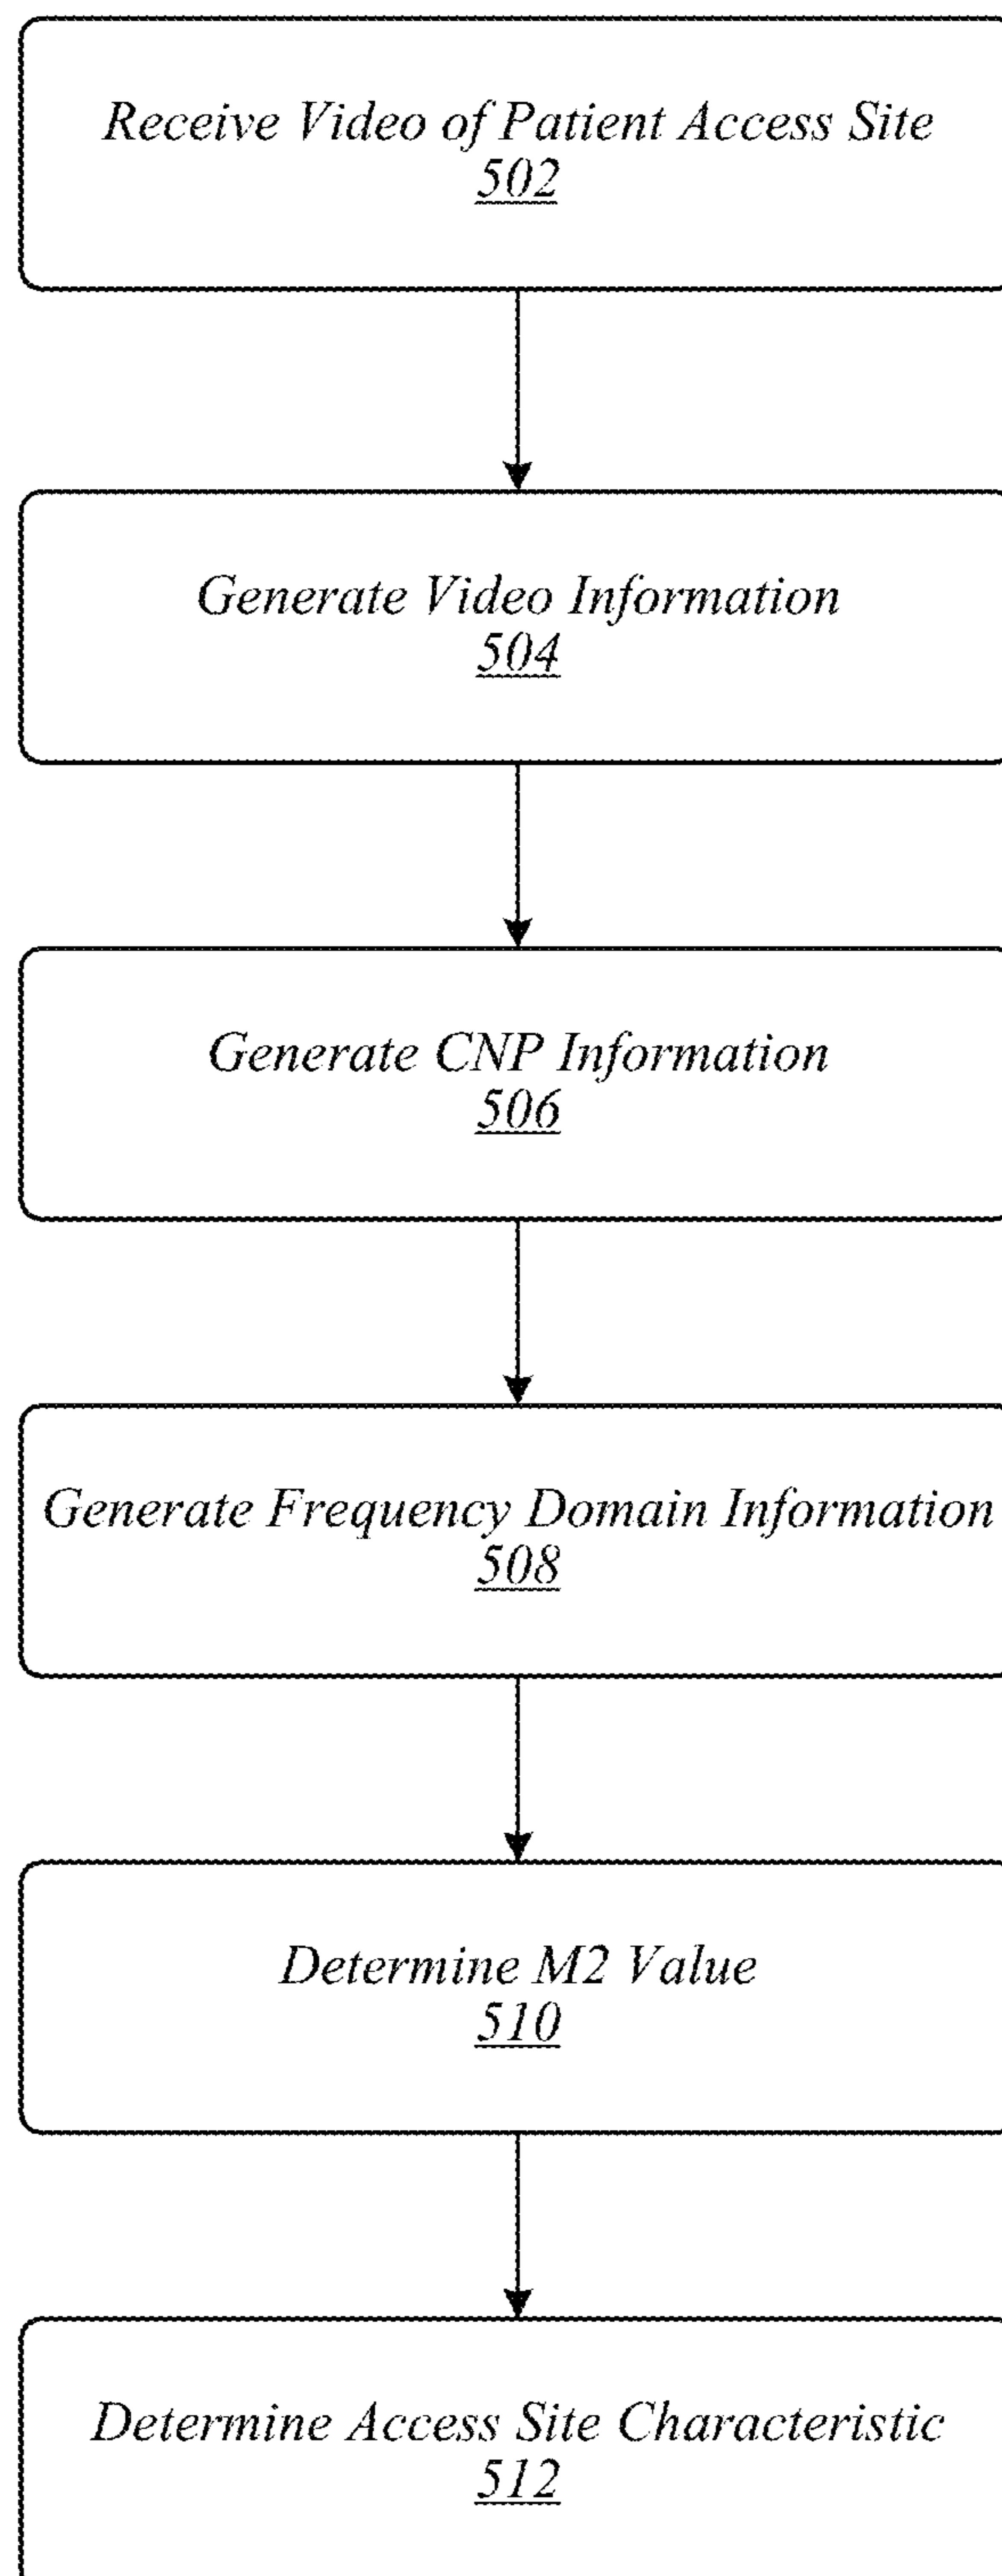 Receive Video of Patient Access Site
502
Generate Video Information
504
Generate CNP Information
506
Generate Frequency Domain Information
508
Determine M2 Value
510
Determine Access Site Characteristic
512